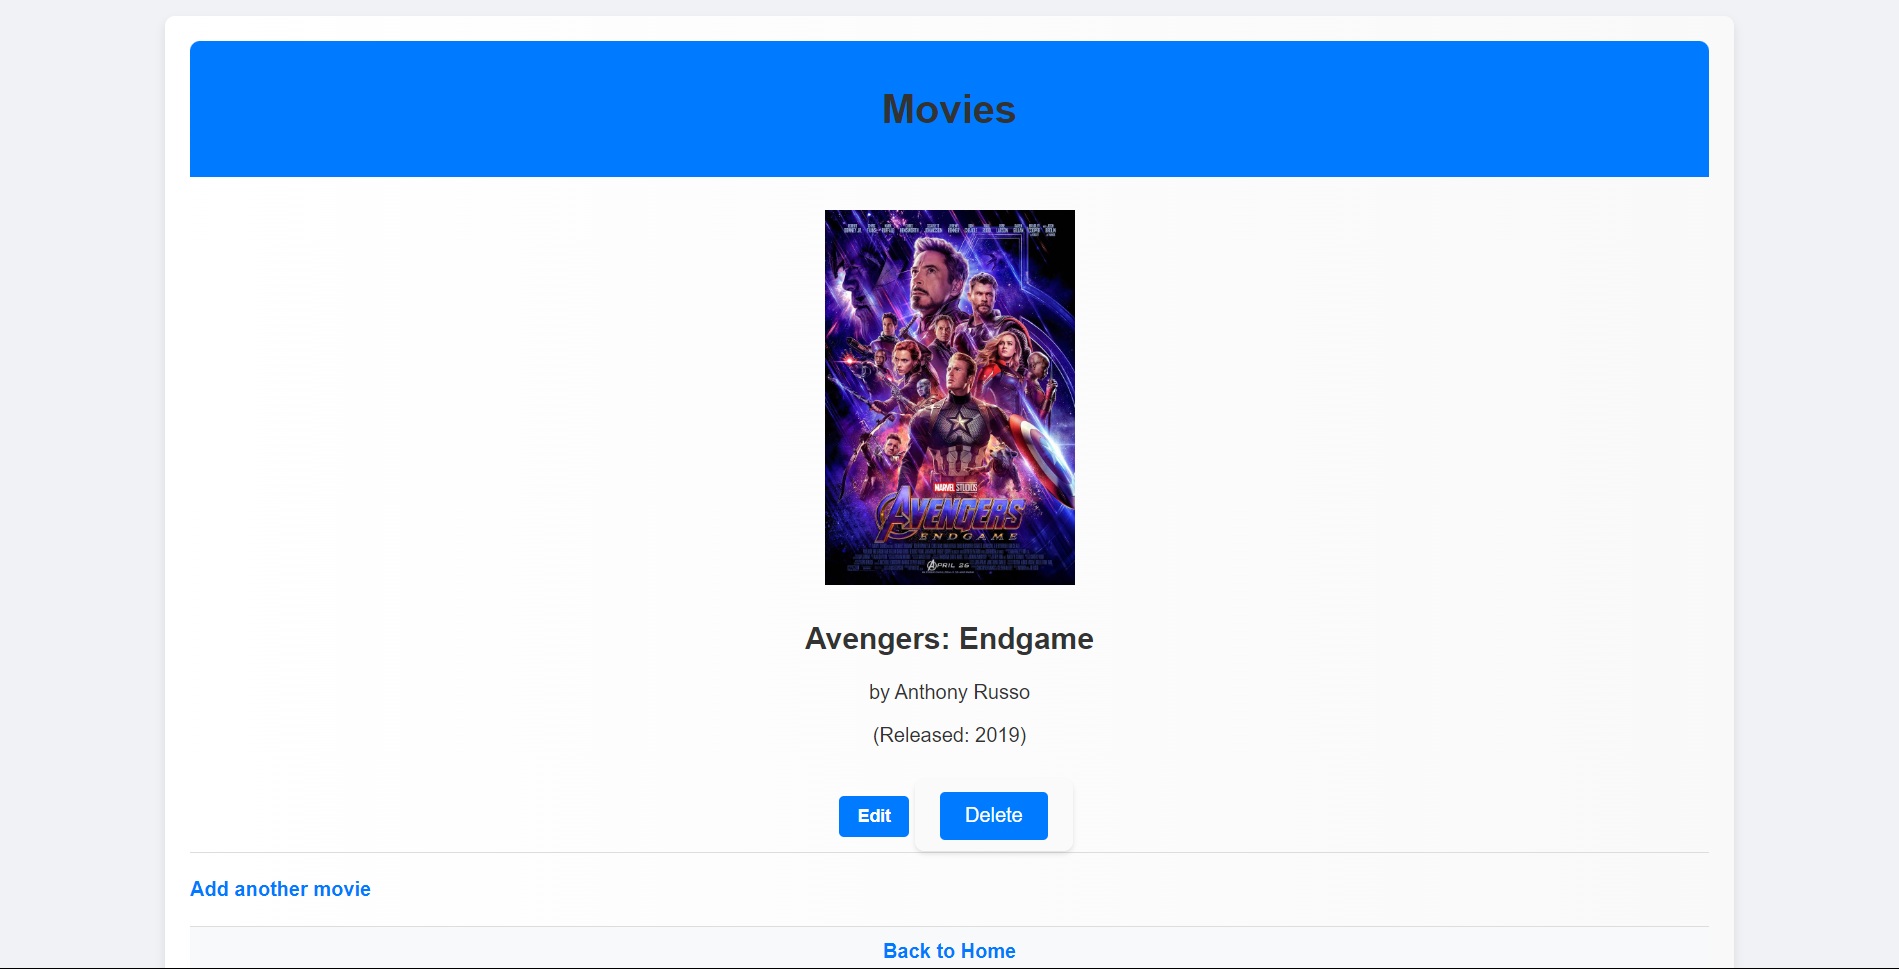 Movies
MARVEL STUDIOS
AVENGERS
ENDGAME
APRIL 26
Avengers: Endgame
by Anthony Russo
(Released: 2019)
Edit Delete
Add another movie
Back to Home